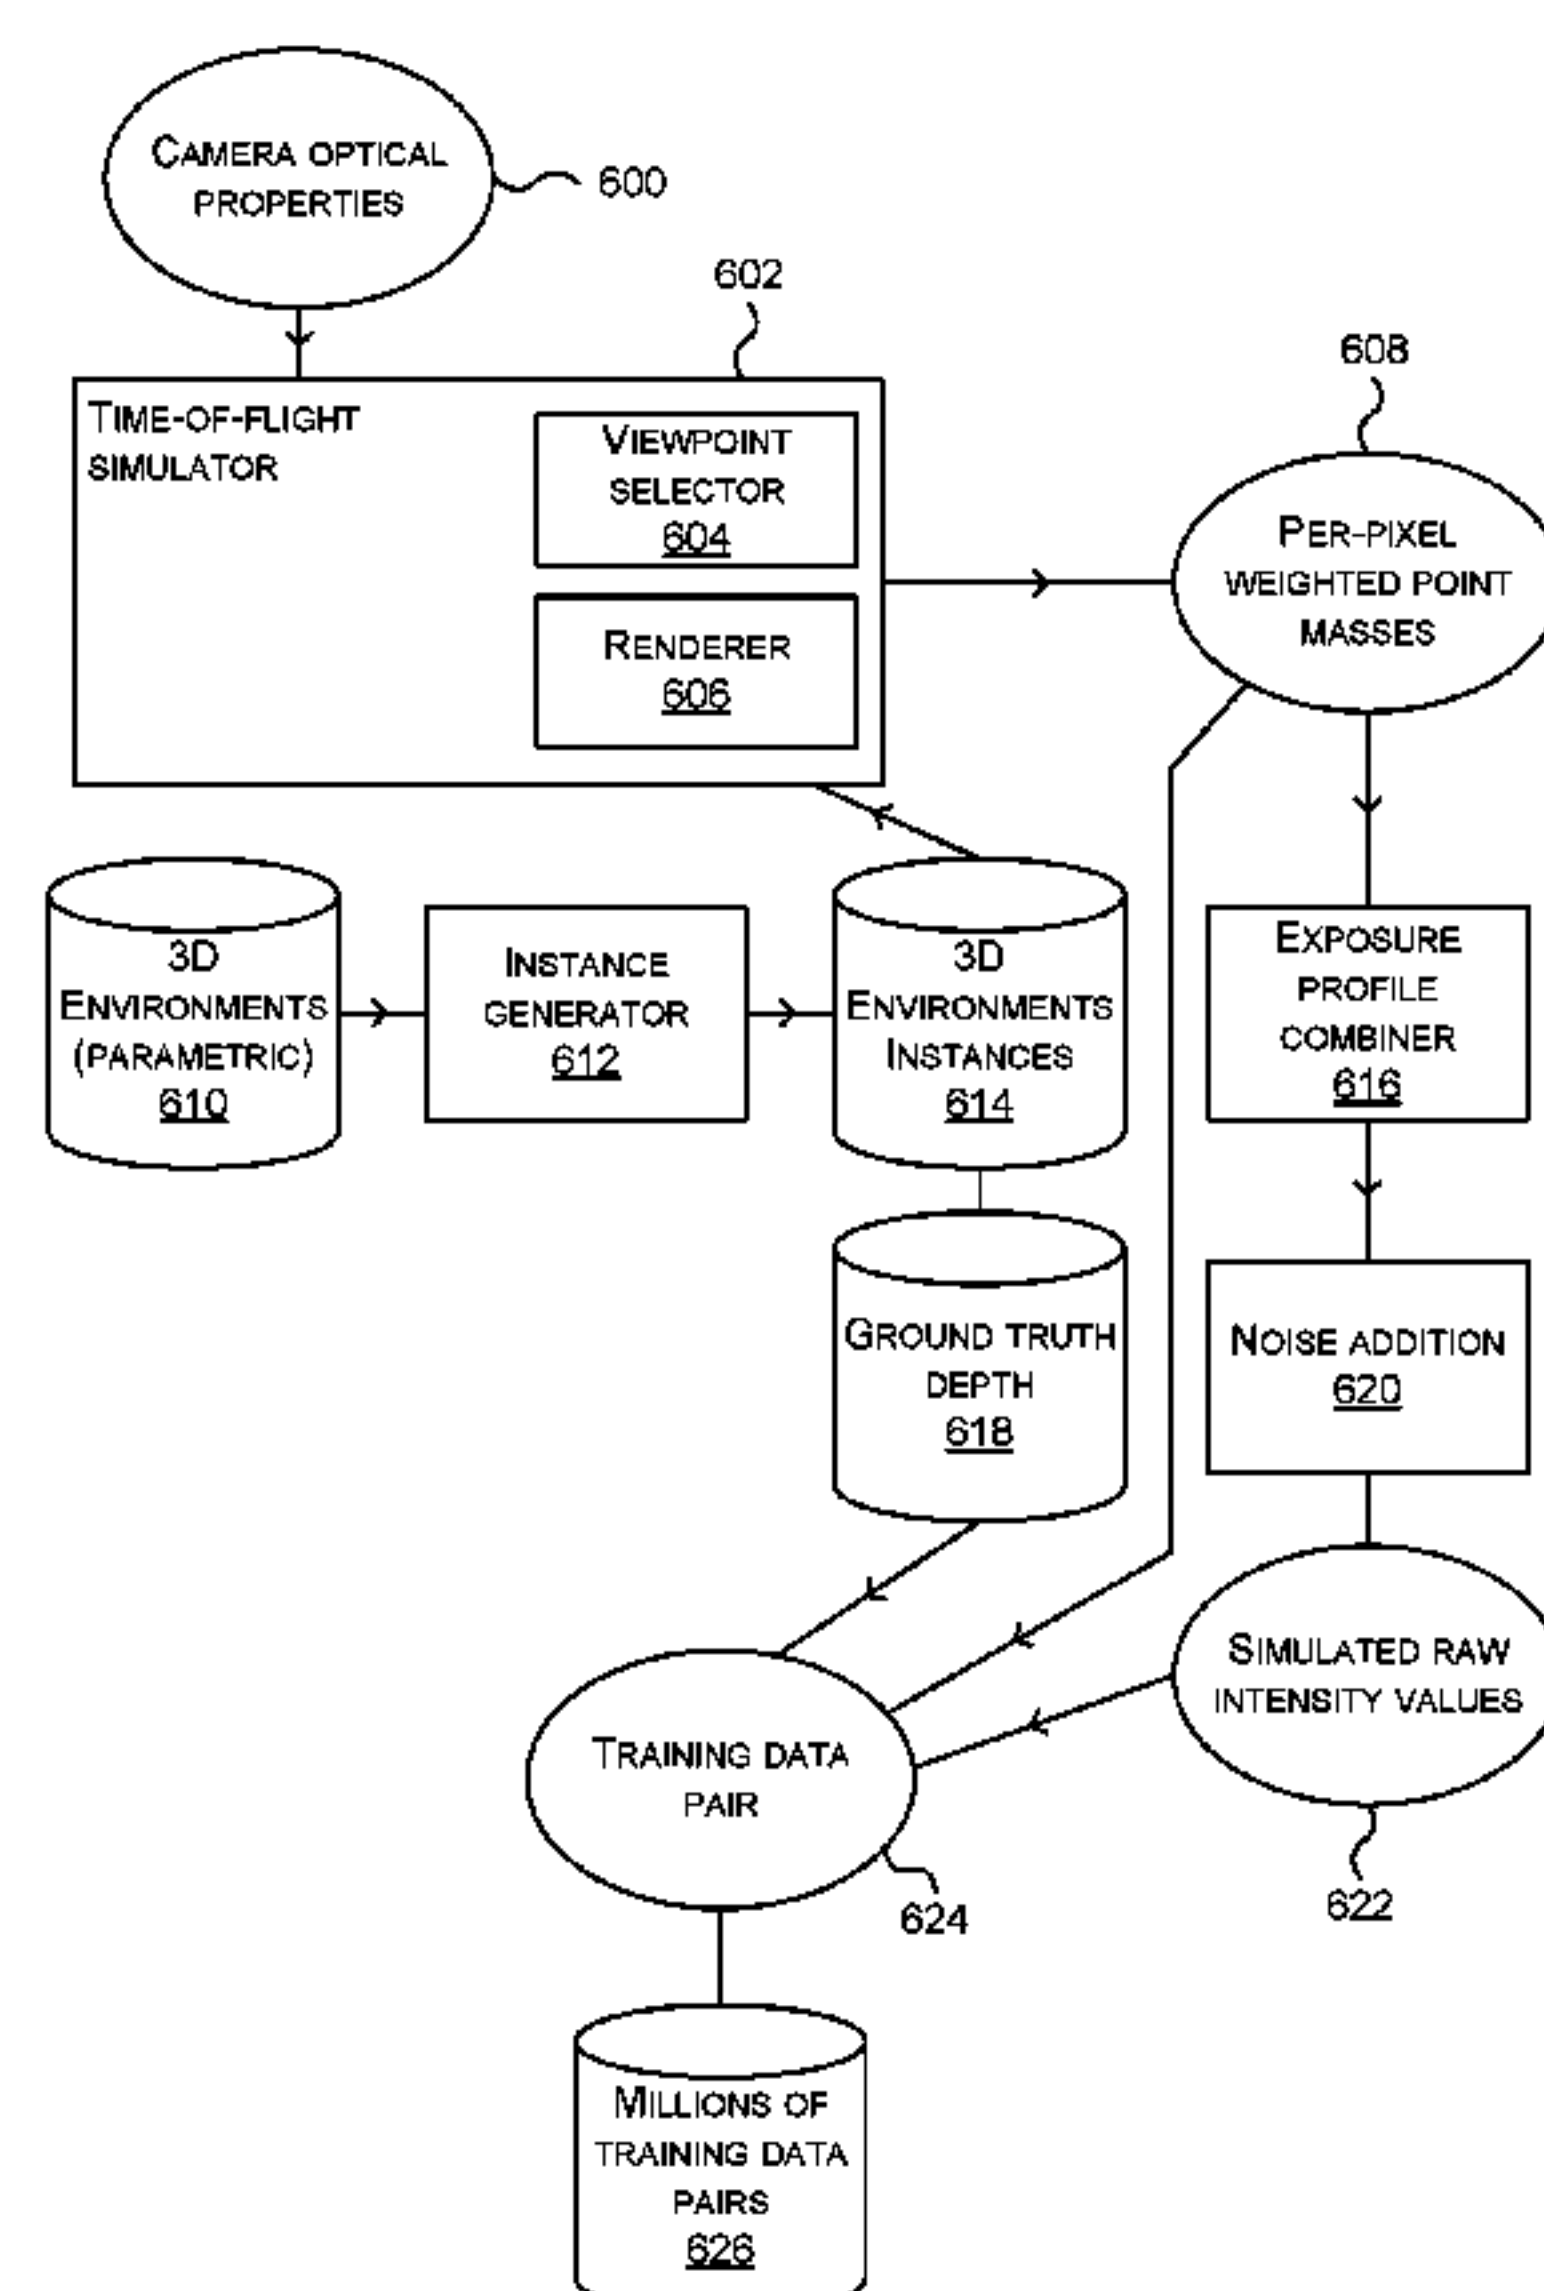 CAMERA OPTICAL
PROPERTIES
600
602
TIME-OF-FLIGHT
SIMULATOR
VIEWPOINT
SELECTOR
604
RENDERER
606
608
PER-PIXEL
WEIGHTED POINT
MASSES
3D
ENVIRONMENTS
(PARAMETRIC)
610
INSTANCE
GENERATOR
612
3D
ENVIRONMENTS
INSTANCES
614
EXPOSURE
PROFILE
COMBINER
616
GROUND TRUTH
DEPTH
618
NOISE ADDITION
620
SIMULATED RAW
INTENSITY VALUES
622
TRAINING DATA
PAIR
624
MILLIONS OF
TRAINING DATA
PAIRS
626